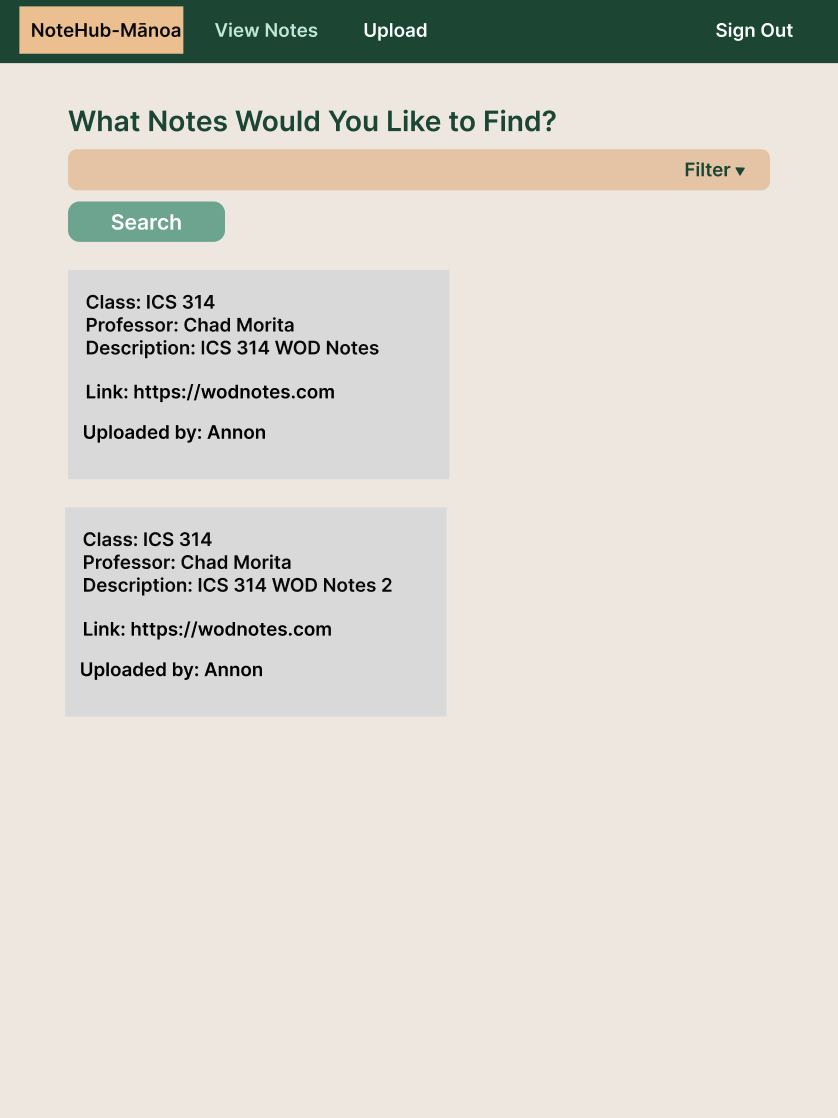 NoteHub-Mānoa View Notes Upload Sign Out
What Notes Would You Like to Find?
Filter ▼
Search
Class: ICS 314
Professor: Chad Morita
Description: ICS 314 WOD Notes
Link: https://wodnotes.com
Uploaded by: Annon
Class: ICS 314
Professor: Chad Morita
Description: ICS 314 WOD Notes 2
Link: https://wodnotes.com
Uploaded by: Annon